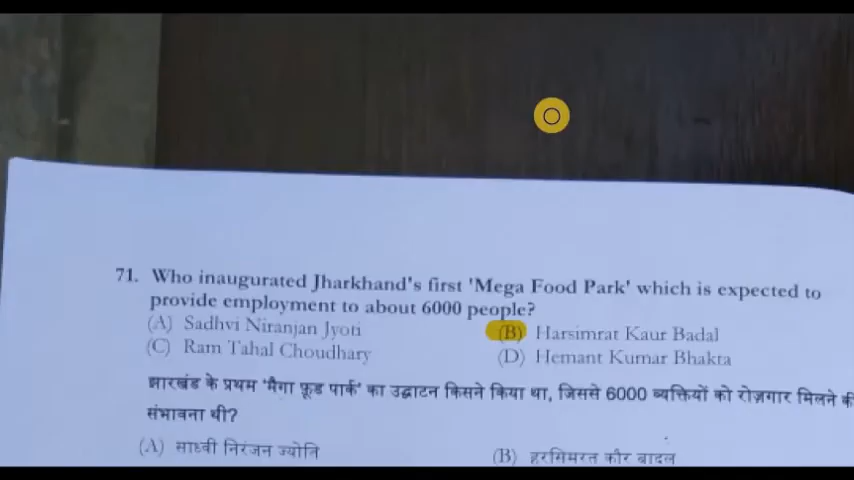 71. Who inaugurated Jharkhand's first 'Mega Food Park' which is expected to
provide employment to about 6000 people?
(A) Sadhvi Niranjan Jyoti (B) Harsimrat Kaur Badal
(C) Ram Tahal Choudhary (D) Hemant Kumar Bhakta
झारखंड के प्रथम 'मैगा फ़ूड पार्क' का उद्घाटन किसने किया था, जिससे 6000 व्यक्तियों को रोज़गार मिलने की
संभावना थी?
(A) साध्वी निरंजन ज्योति (B) हरसिमरत कौर बादल